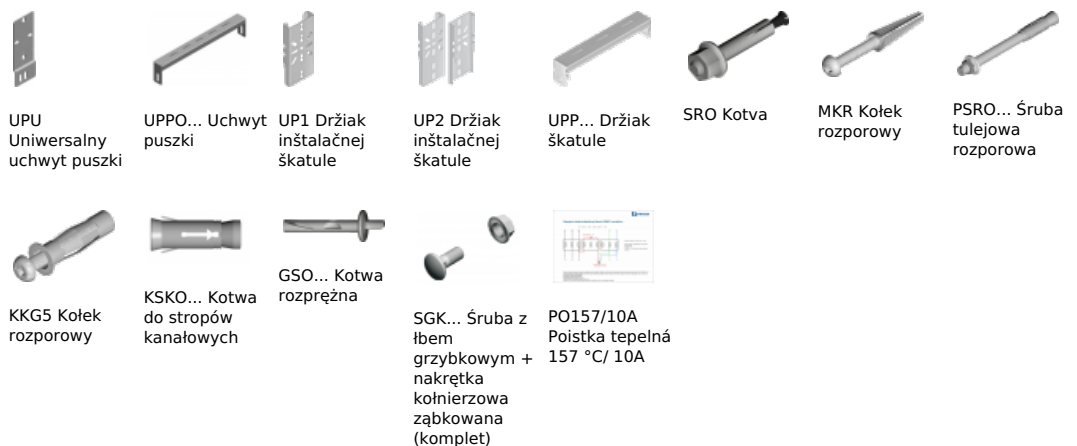 UPU
Uniwersalny
uchwyt puszki
UPPO... Uchwyt
puszki
UP1 Držiak
inštalačnej
škatule
UP2 Držiak
inštalačnej
škatule
UPP... Držiak
škatule
SRO Kotva
MKR Kołek
rozporowy
PSRO... Śruba
tulejowa
rozporowa
KKG5 Kołek
rozporowy
KSKO... Kotwa
do stropów
kanałowych
GSO... Kotwa
rozprężna
SGK... Śruba z
łbem
grzybkowym +
nakrętka
kołnierzowa
ząbkowana
(komplet)
PO157/10A
Poistka tepelná
157 °C/ 10A